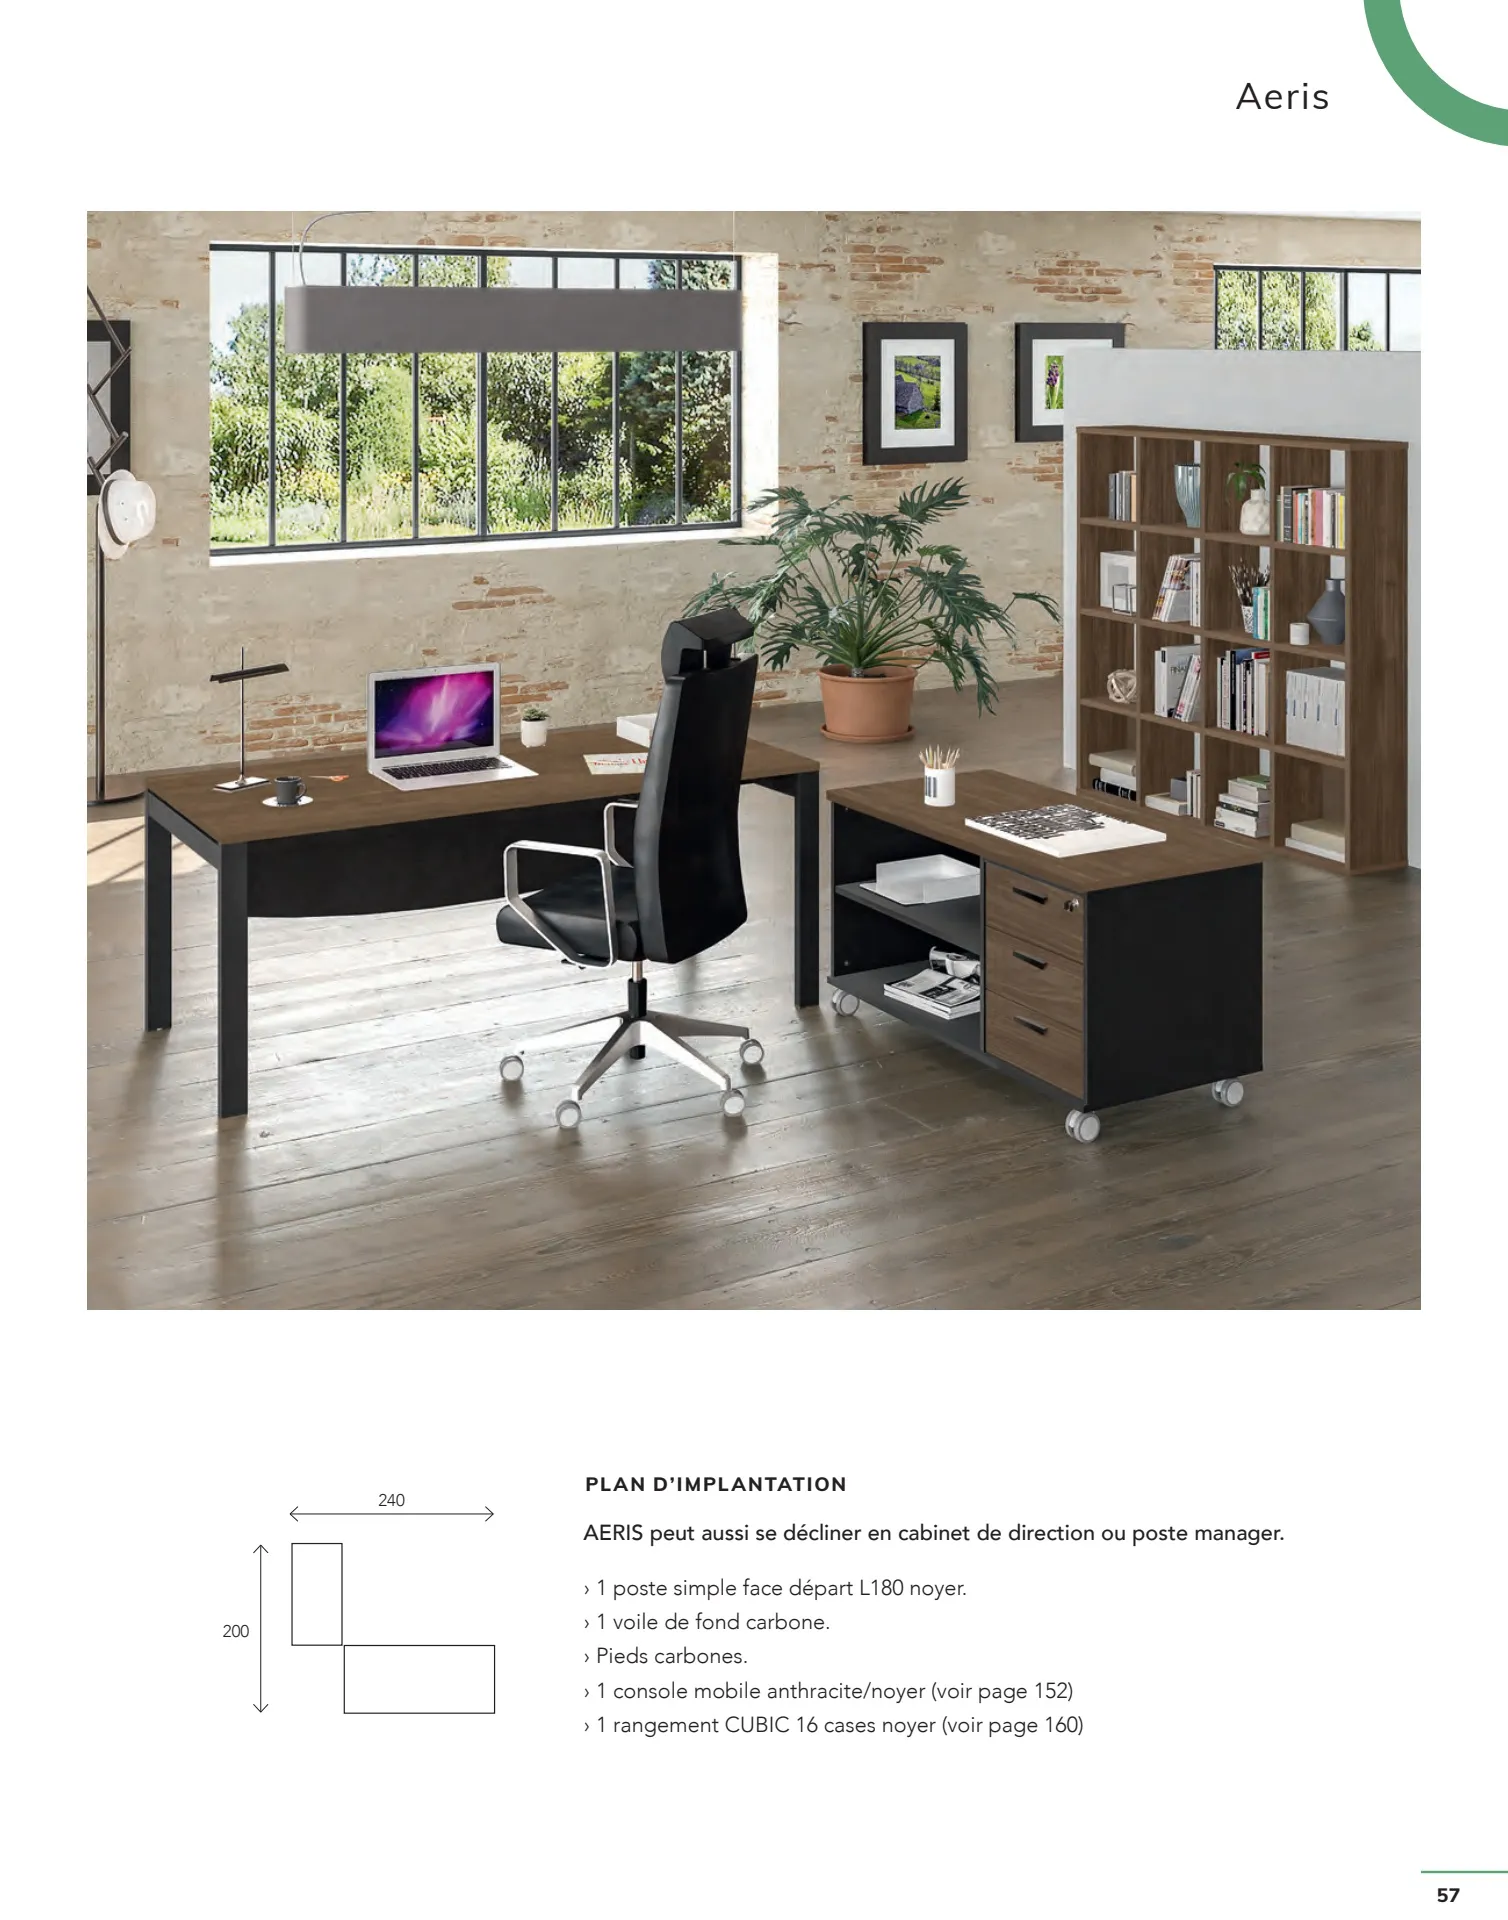 Aeris
240
200
PLAN D'IMPLANTATION
AERIS peut aussi se décliner en cabinet de direction ou poste manager.
› 1 poste simple face départ L180 noyer.
› 1 voile de fond carbone.
› Pieds carbones.
› 1 console mobile anthracite/noyer (voir page 152)
› 1 rangement CUBIC 16 cases noyer (voir page 160)
57